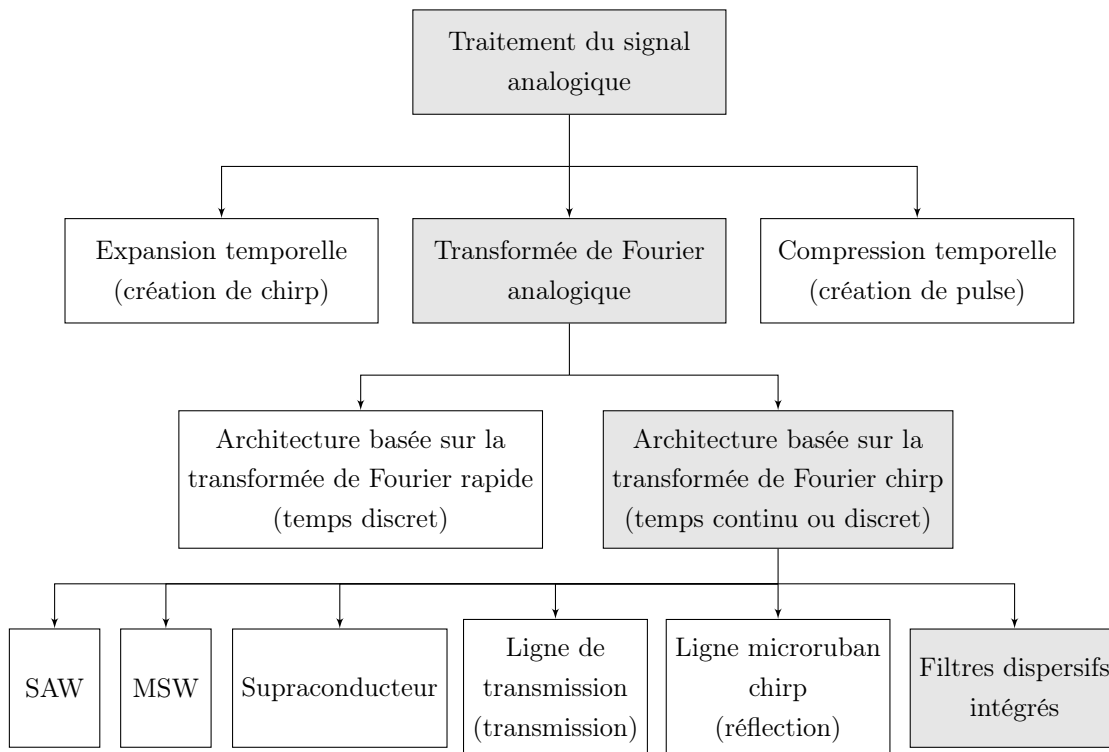 Traitement du signal
analogique
Expansion temporelle
(création de chirp)
Transformée de Fourier
analogique
Compression temporelle
(création de pulse)
Architecture basée sur la
transformée de Fourier rapide
(temps discret)
Architecture basée sur la
transformée de Fourier chirp
(temps continu ou discret)
SAW
MSW
Supraconducteur
Ligne de
transmission
(transmission)
Ligne microruban
chirp
(réflection)
Filtres dispersifs
intégrés